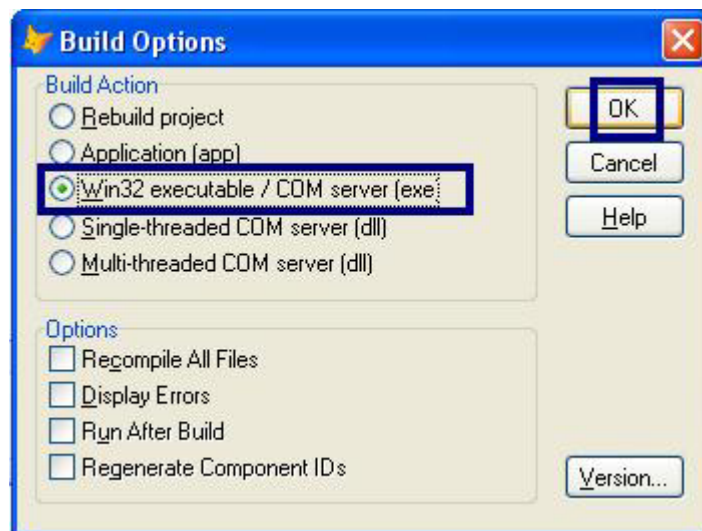 Build Options
Build Action
Rebuild project
Application (app)
Win32 executable / COM server (exe)
Single-threaded COM server (dll)
Multi-threaded COM server (dll)
OK
Cancel
Help
Options
Recompile All Files
Display Errors
Run After Build
Regenerate Component IDs
Version...